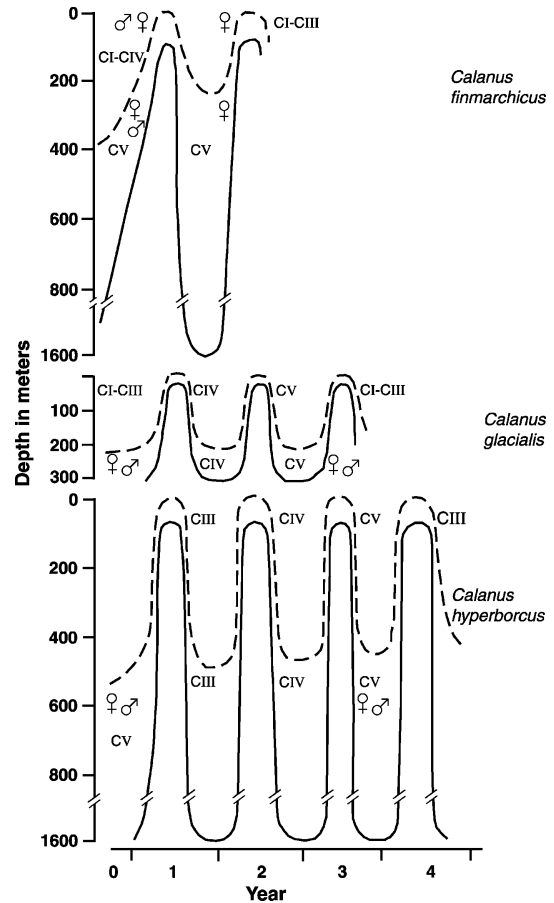 0
♂ ♀
♀
CI-CIII
CI-CIV
200
Calanus
finmarchicus
♀
♂
♀
400
CV
CV
600
800
1600
Depth in meters
CI-CIII
CIV
CV
CI-CIII
100
200
300
♀♂
CIV
CV
♀♂
Calanus
glacialis
0
CIII
CIV
CV
CIII
200
Calanus
hyperborcus
400
600
CIII
CIV
CV
♀♂
♀♂
CV
800
1600
0
1
2
3
4
Year